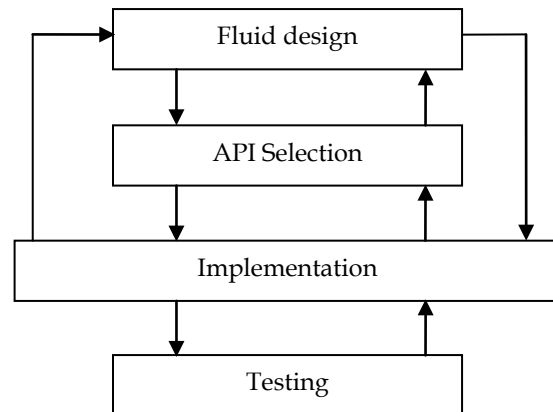 Fluid design
API Selection
Implementation
Testing